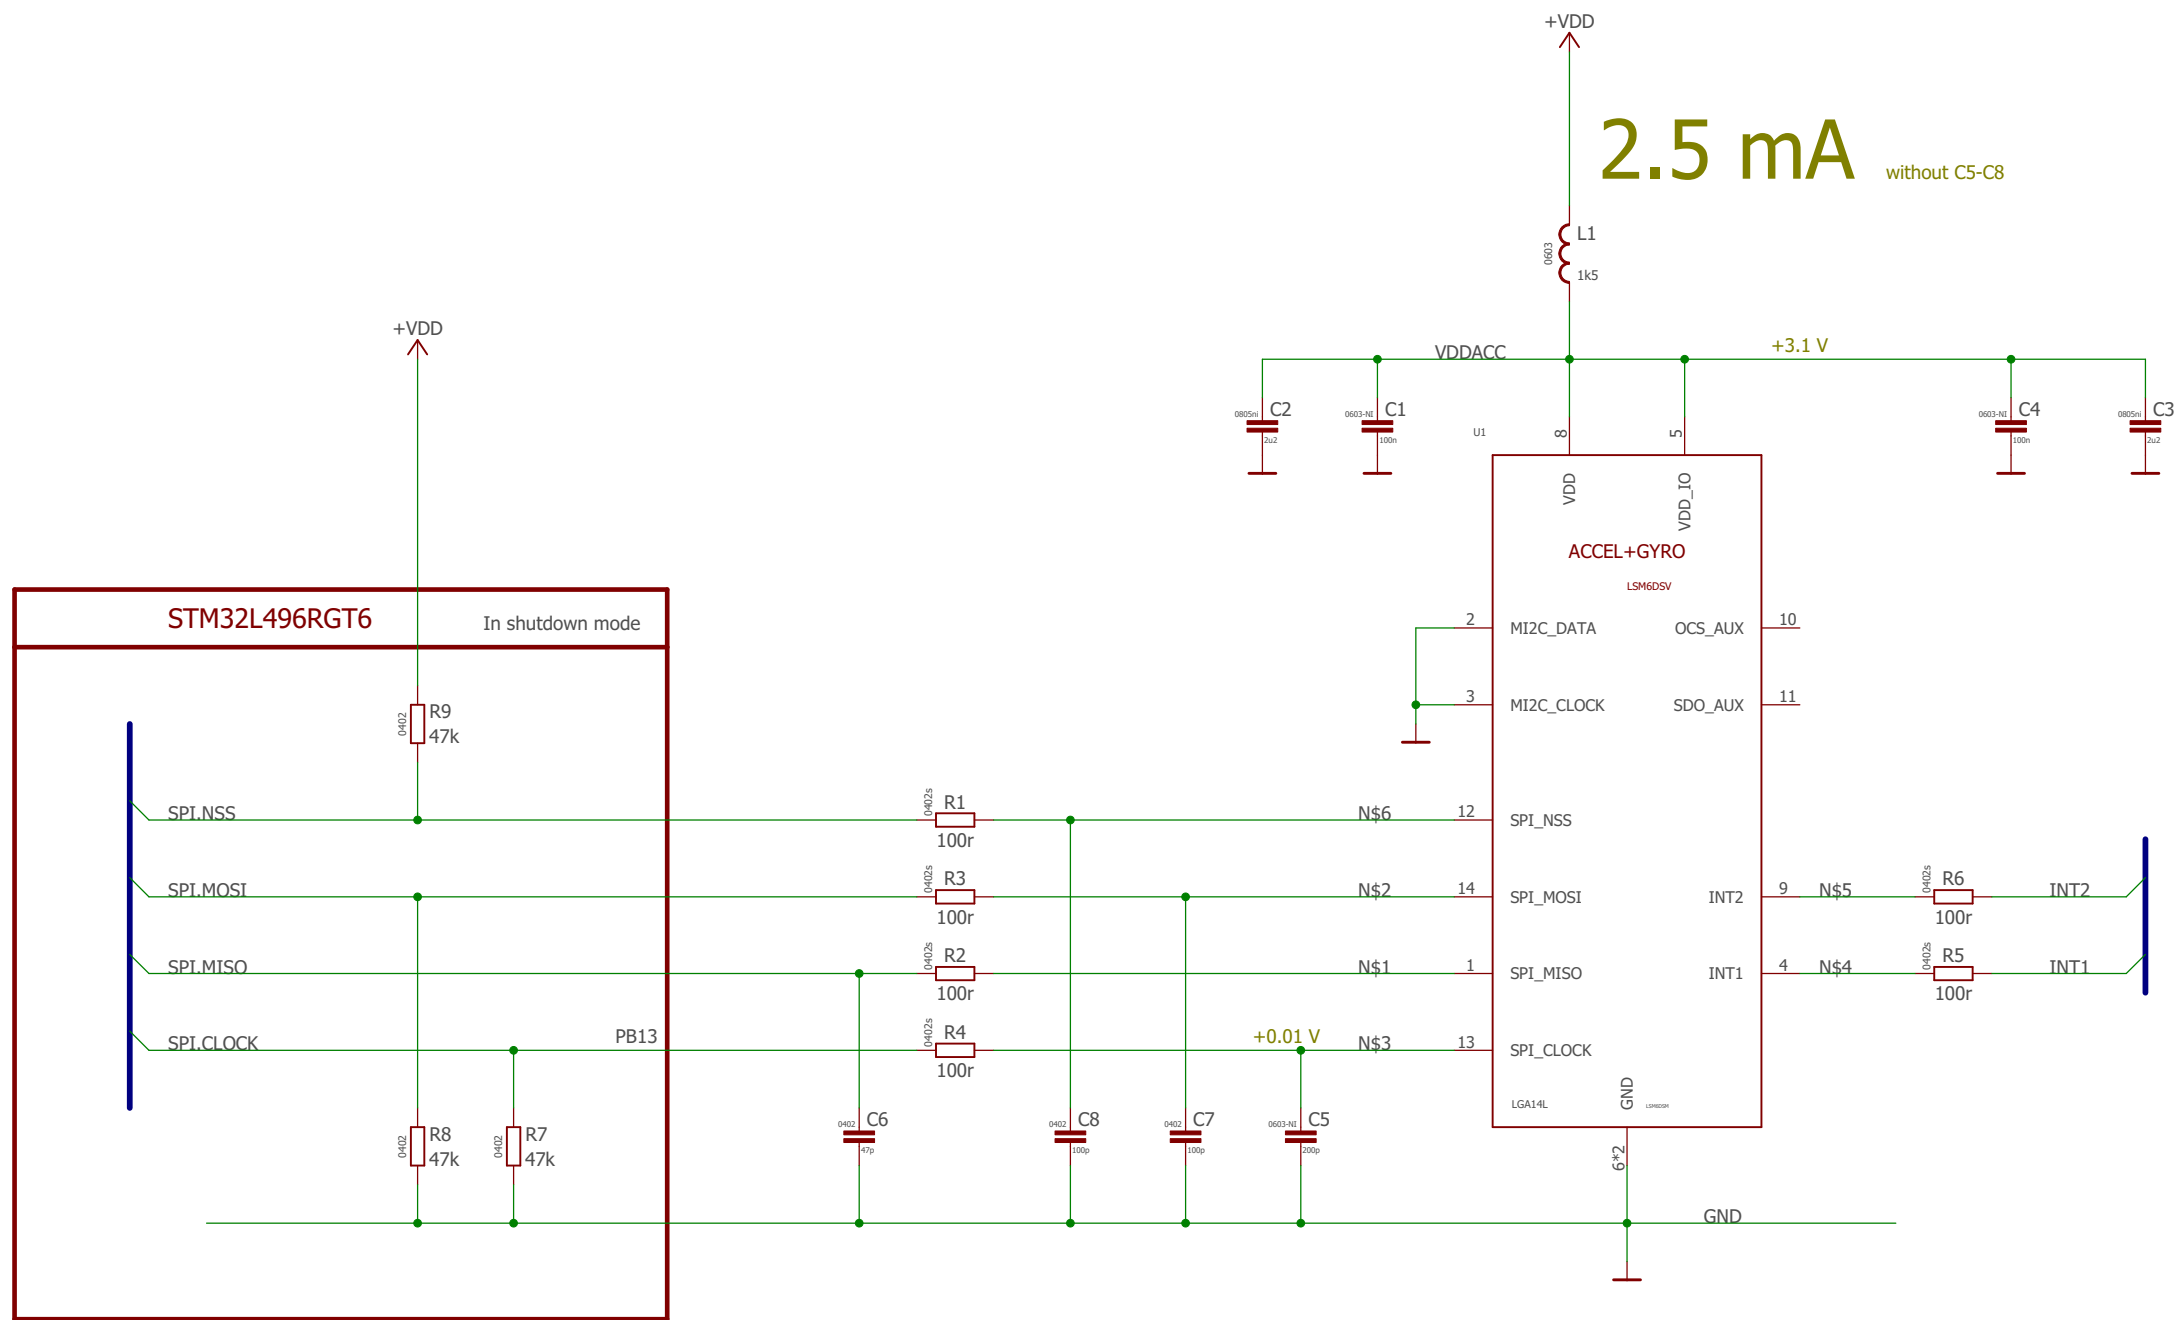 +VDD
2.5 mA
without C5-C8
L1
0603
1k5
+VDD
VDDACC
+3.1 V
0805ni
C2
2u2
0603-NI
C1
100n
0603-NI
C4
100n
0805ni
C3
2u2
U1
8
5
VDD
VDD_IO
ACCEL+GYRO
LSM6DSV
STM32L496RGT6
In shutdown mode
2
MI2C_DATA
OCS_AUX
10
3
MI2C_CLOCK
SDO_AUX
11
0402
R9
47k
SPI.NSS
0402s
R1
100r
N$6
12
SPI_NSS
SPI.MOSI
0402s
R3
100r
N$2
14
SPI_MOSI
INT2
9
N$5
0402s
R6
100r
INT2
SPI.MISO
0402s
R2
100r
N$1
1
SPI_MISO
INT1
4
N$4
0402s
R5
100r
INT1
SPI.CLOCK
PB13
0402s
R4
100r
+0.01 V
N$3
13
SPI_CLOCK
GND
LGA14L
LSM6DSM
0402
R8
47k
0402
R7
47k
0402
C6
47p
0402
C8
100p
0402
C7
100p
0603-NI
C5
200p
6*2
GND